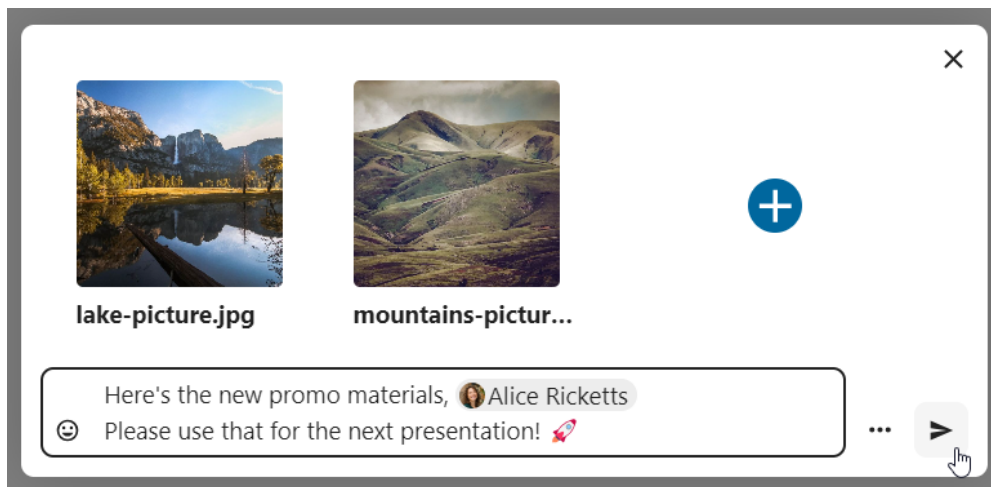 lake-picture.jpg
mountains-pictur...
Here's the new promo materials, Alice Ricketts
Please use that for the next presentation! 🚀